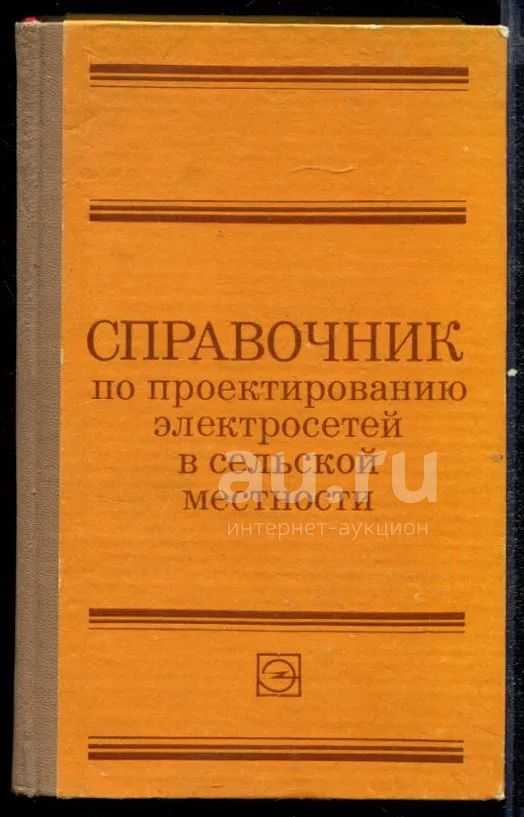 СПРАВОЧНИК
по проектированию
электросетей
в сельской
местности
au.ru
интернет-аукцион